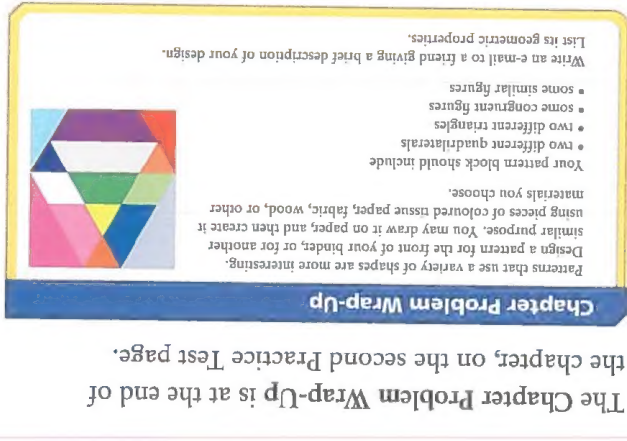 The Chapter Problem Wrap-Up is at the end of
the chapter, on the second Practice Test page.
Chapter Problem Wrap-Up
Patterns that use a variety of shapes are more interesting.
Design a pattern for the front of your binder, or for another
similar purpose. You may draw it on paper, and then create it
using pieces of coloured tissue paper, fabric, wood, or other
materials you choose.
Your pattern block should include
• two different quadrilaterals
• two different triangles
• some congruent figures
• some similar figures
Write an e-mail to a friend giving a brief description of your design.
List its geometric properties.